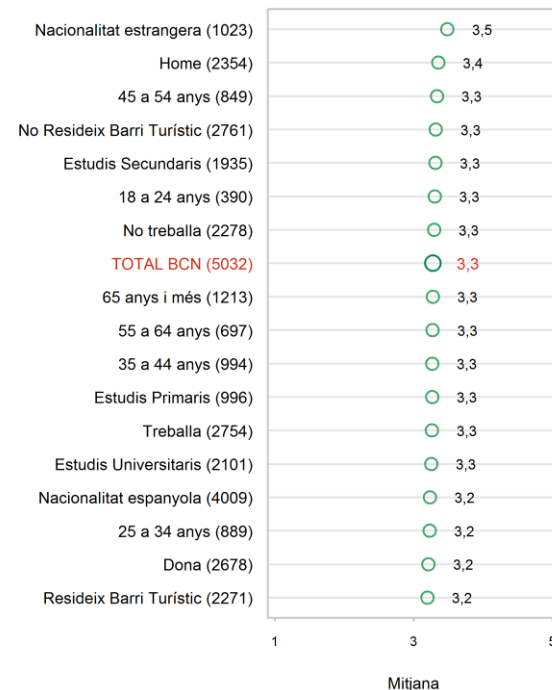 Nacionalitat estrangera (1023) 3,5
Home (2354) 3,4
45 a 54 anys (849) 3,3
No Resideix Barri Turístic (2761) 3,3
Estudis Secundaris (1935) 3,3
18 a 24 anys (390) 3,3
No treballa (2278) 3,3
TOTAL BCN (5032) 3,3
65 anys i més (1213) 3,3
55 a 64 anys (697) 3,3
35 a 44 anys (994) 3,3
Estudis Primaris (996) 3,3
Treballa (2754) 3,3
Estudis Universitaris (2101) 3,3
Nacionalitat espanyola (4009) 3,2
25 a 34 anys (889) 3,2
Dona (2678) 3,2
Resideix Barri Turístic (2271) 3,2
1 3 5
Mitjana